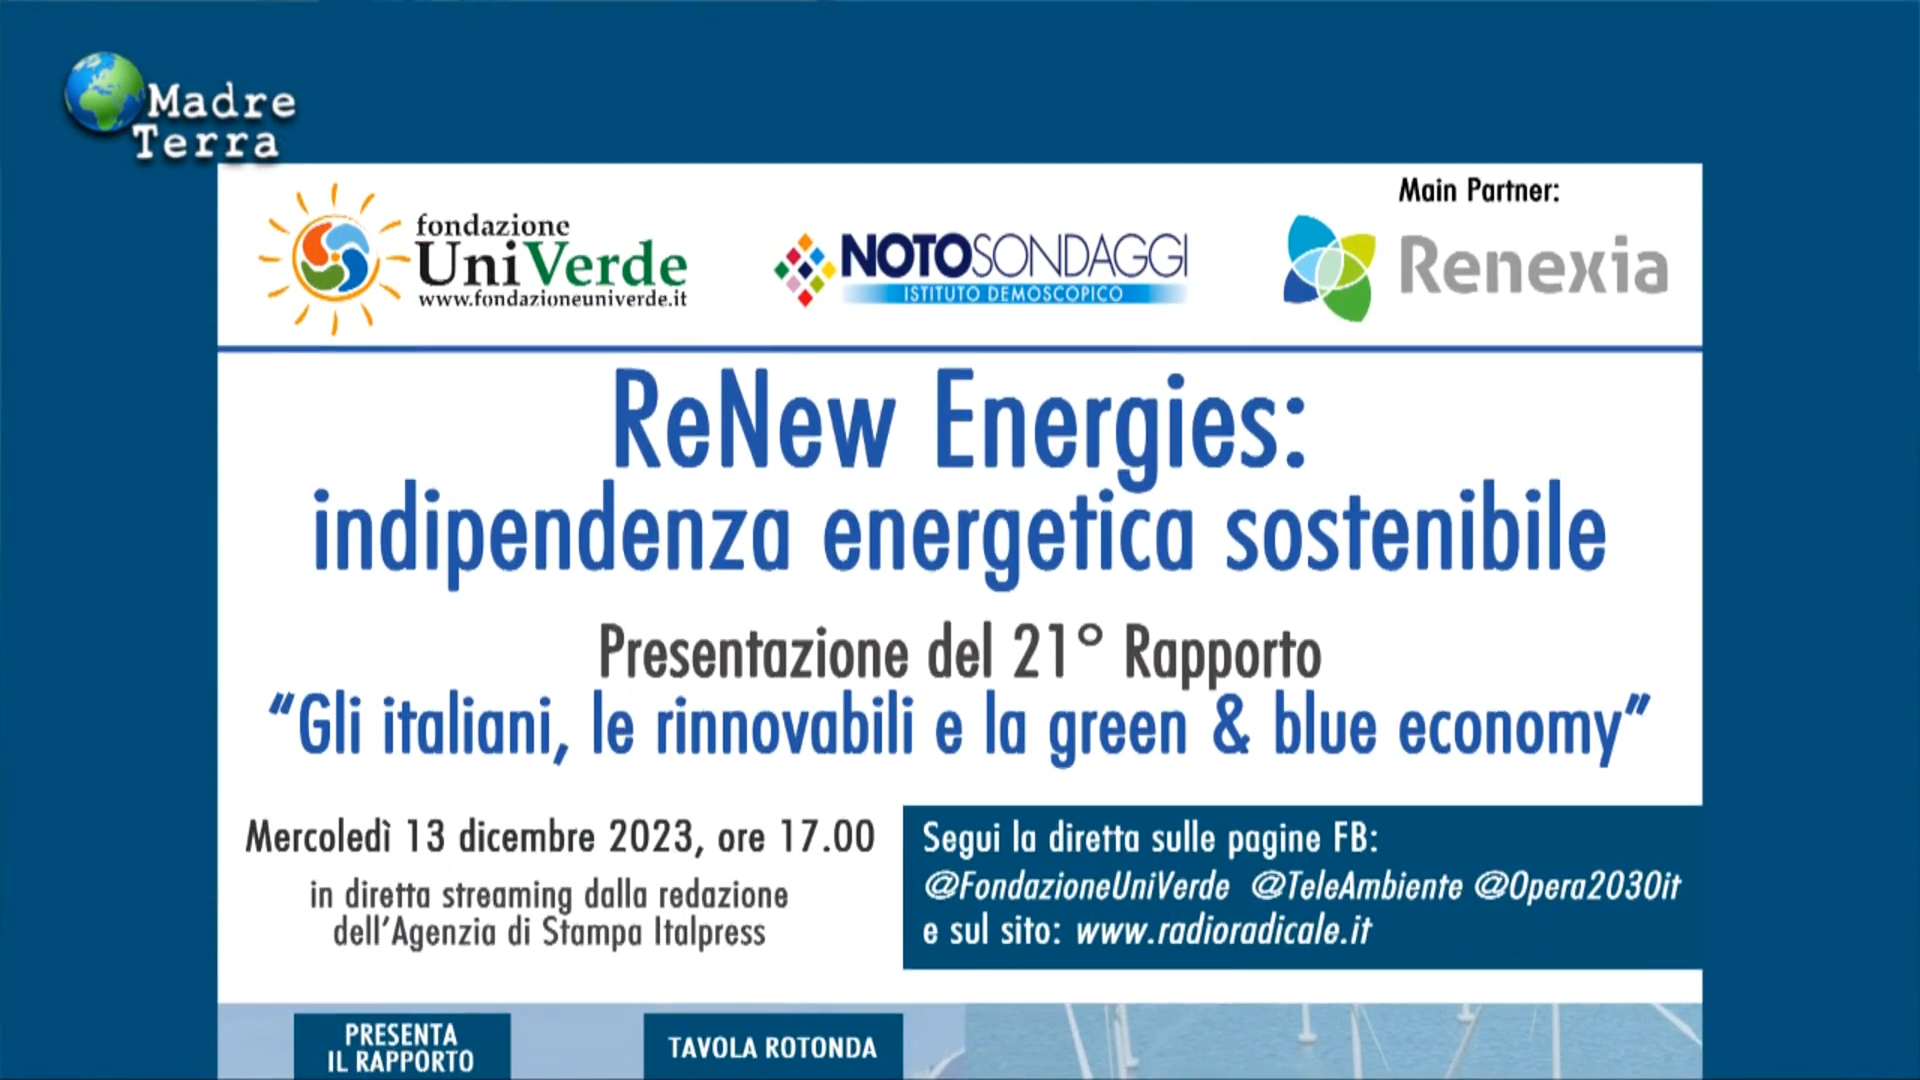 Madre
Terra
Main Partner:
fondazione
UniVerde
www.fondazioneuniverde.it
NOTOSONDAGGI
ISTITUTO DEMOSCOPICO
Renexia
ReNew Energies:
indipendenza energetica sostenibile
Presentazione del 21° Rapporto
“Gli italiani, le rinnovabili e la green & blue economy”
Mercoledì 13 dicembre 2023, ore 17.00
in diretta streaming dalla redazione
dell’Agenzia di Stampa Italpress
Segui la diretta sulle pagine FB:
@FondazioneUniVerde @TeleAmbiente @Opera2030it
e sul sito: www.radioradicale.it
PRESENTA
IL RAPPORTO
TAVOLA ROTONDA